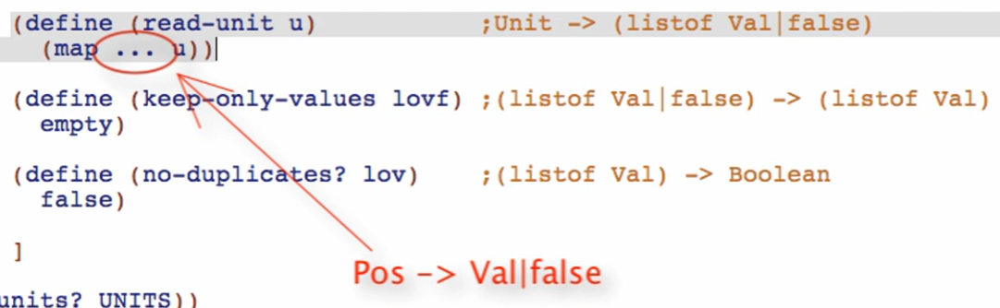 (define (read-unit u)            ;Unit -> (listof Val|false)
  (map ... u))
(define (keep-only-values lovf) ;(listof Val|false) -> (listof Val)
  empty)
(define (no-duplicates? lov)     ;(listof Val) -> Boolean
  false)
]
Pos -> Val|false
units? UNITS))